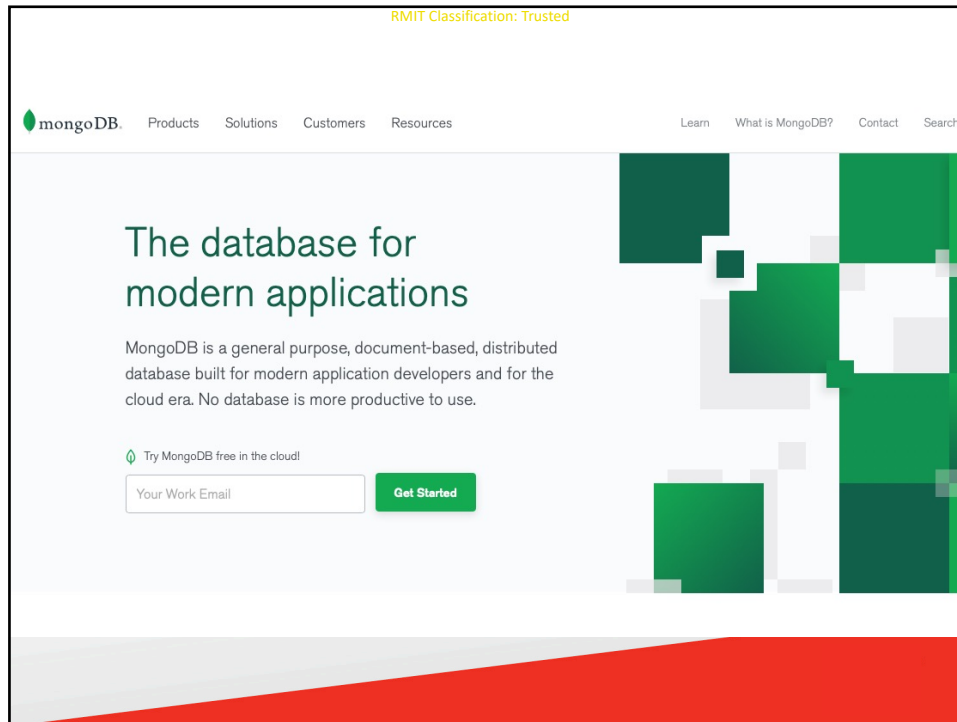 RMIT Classification: Trusted
mongoDB. Products Solutions Customers Resources Learn What is MongoDB? Contact Search
The database for
modern applications
MongoDB is a general purpose, document-based, distributed
database built for modern application developers and for the
cloud era. No database is more productive to use.
Try MongoDB free in the cloud!
Your Work Email Get Started